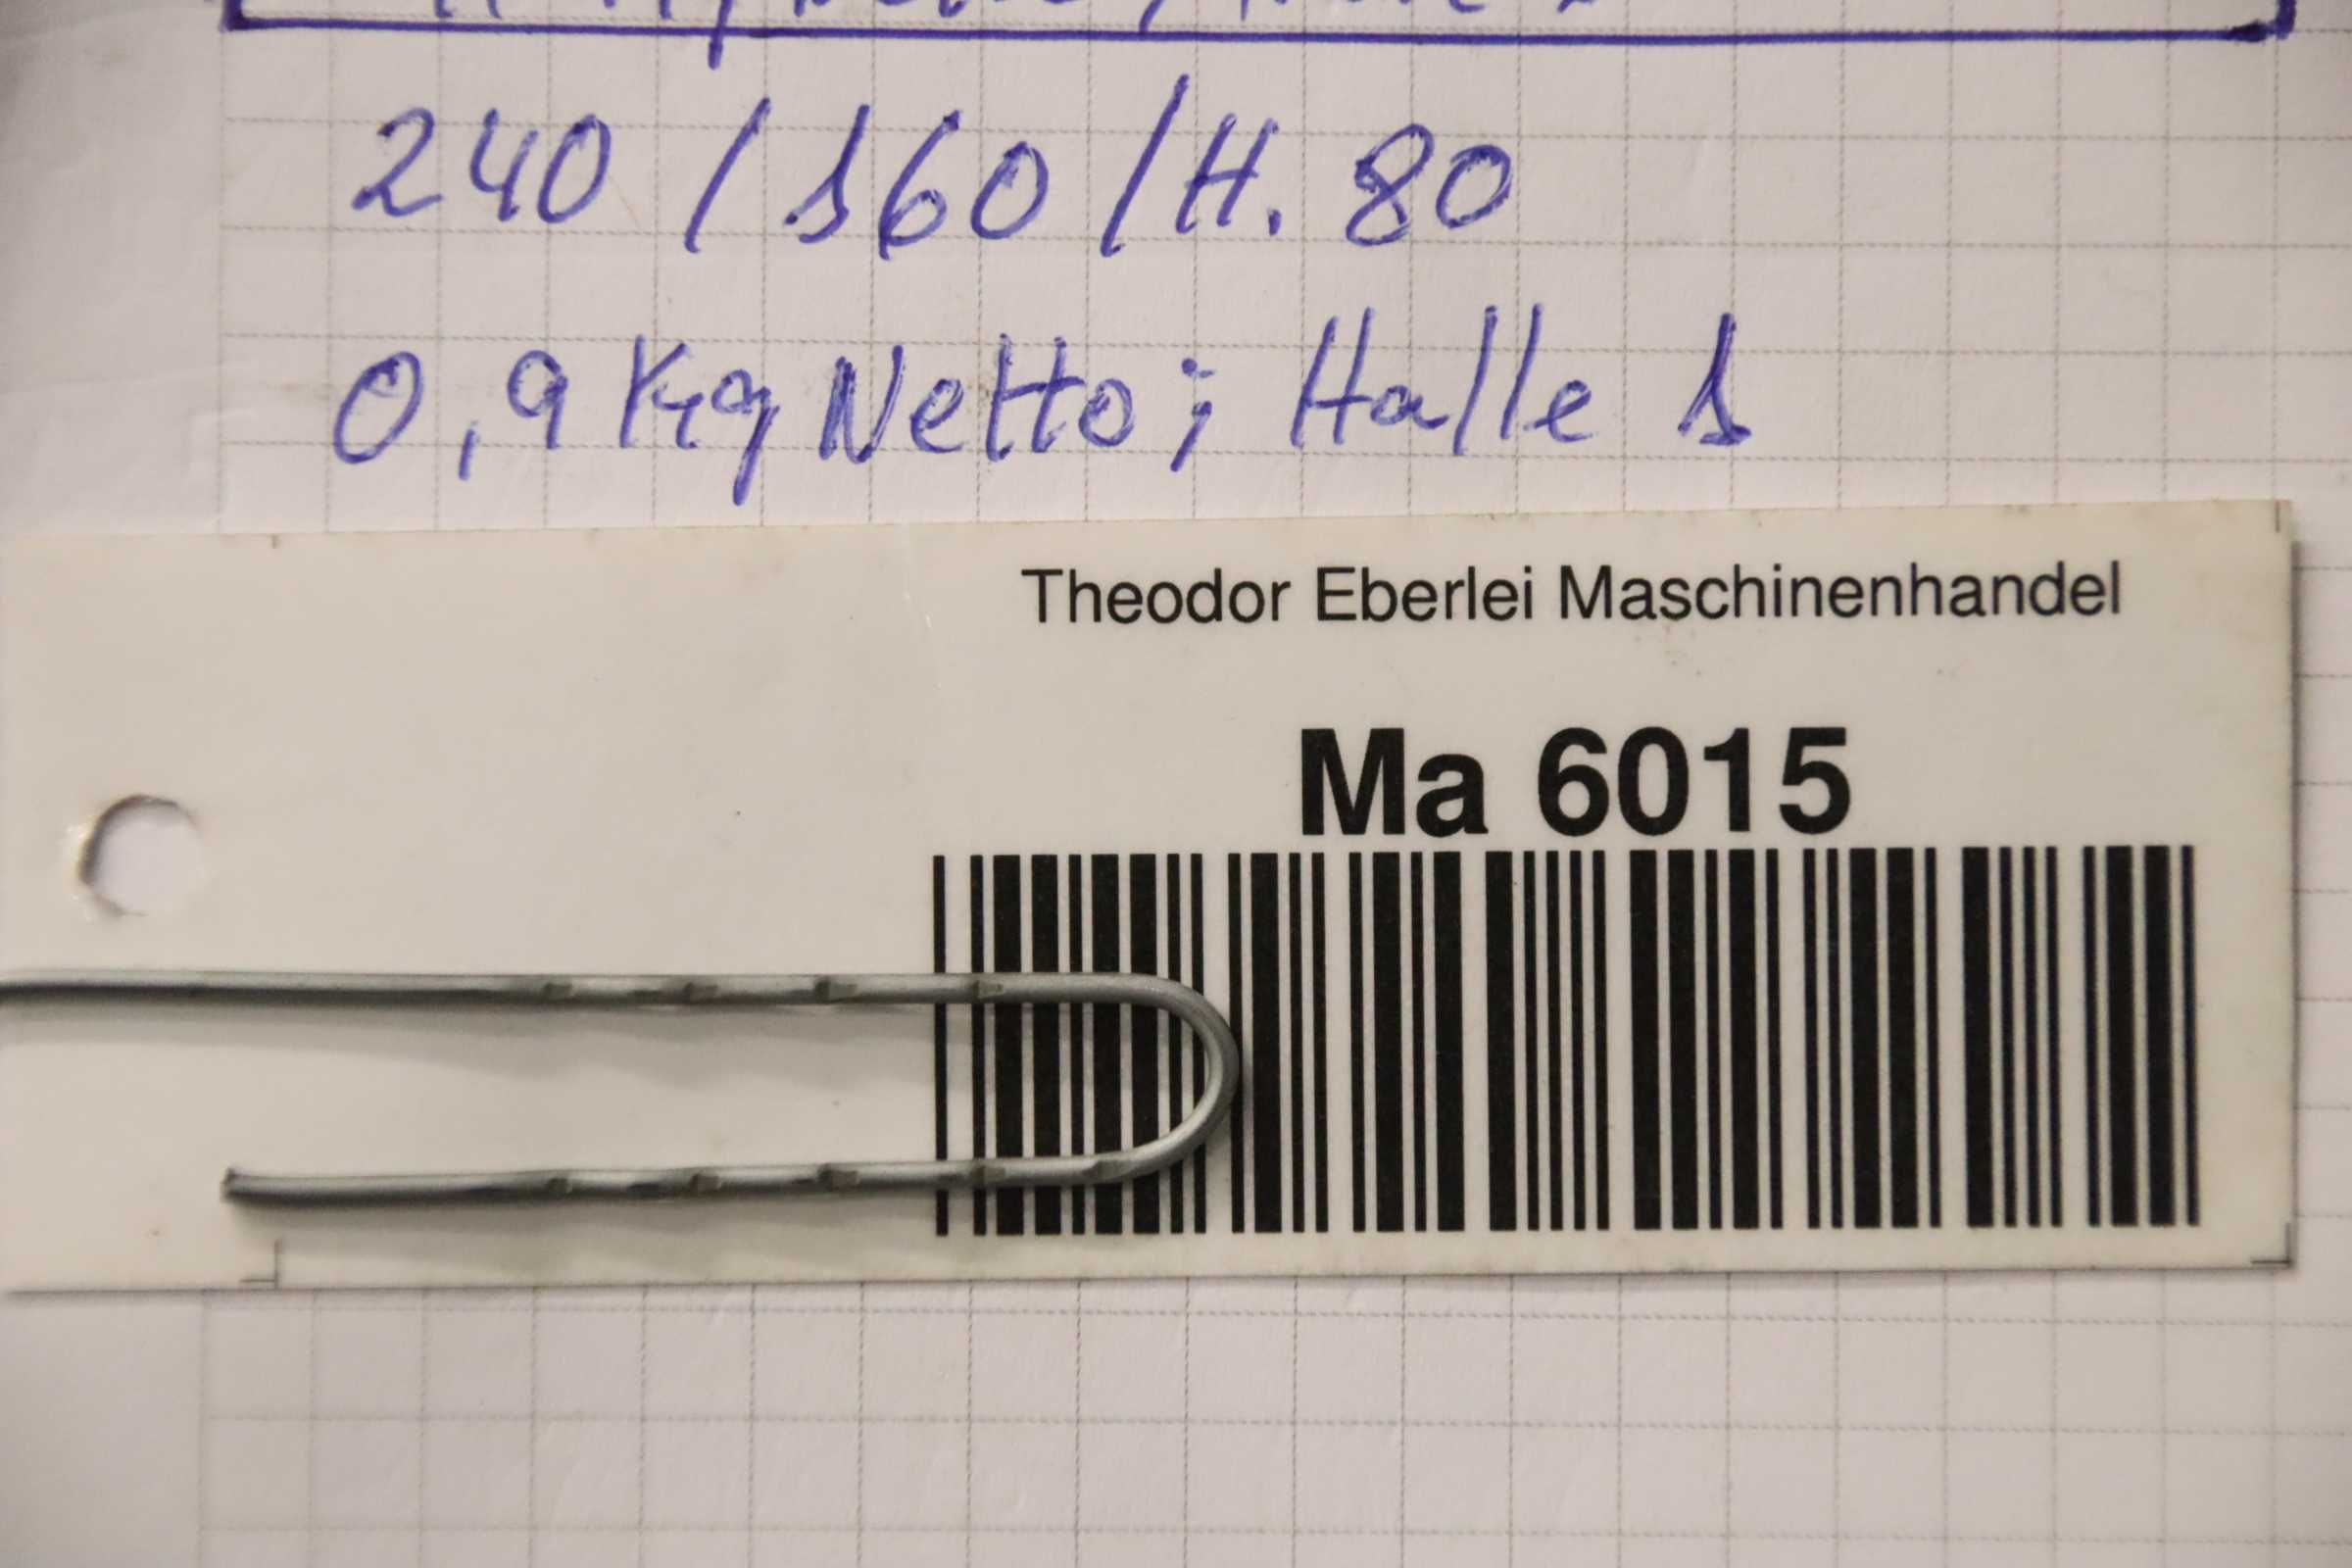 240 / 160 / H. 80
0,9 Kg Netto; Halle 1
Theodor Eberlei Maschinenhandel
Ma 6015